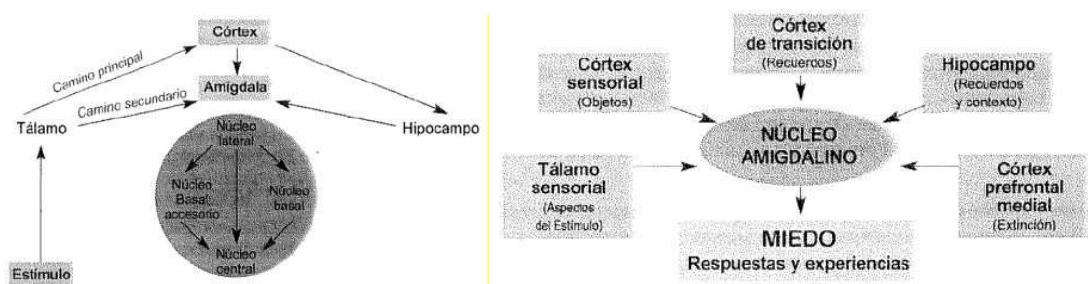 Córtex
Camino principal
Amígdala
Camino secundario
Tálamo
Hipocampo
Núcleo
lateral
Núcleo
Basal
accesorio
Núcleo
basal
Núcleo
central
Estímulo
Córtex
de transición
(Recuerdos)
Córtex
sensorial
(Objetos)
Hipocampo
(Recuerdos
y contexto)
NÚCLEO
AMIGDALINO
Tálamo
sensorial
(Aspectos
del Estímulo)
Córtex
prefrontal
medial
(Extinción)
MIEDO
Respuestas y experiencias